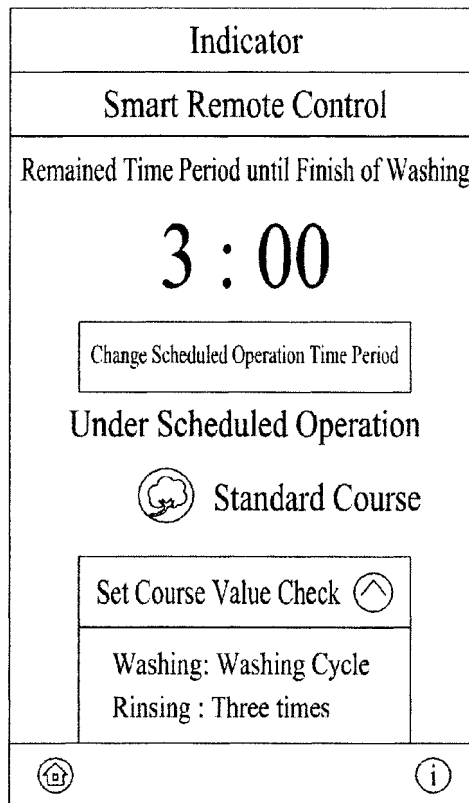 Indicator
Smart Remote Control
Remained Time Period until Finish of Washing
3 : 00
Change Scheduled Operation Time Period
Under Scheduled Operation
Standard Course
Set Course Value Check
Washing: Washing Cycle
Rinsing : Three times
i